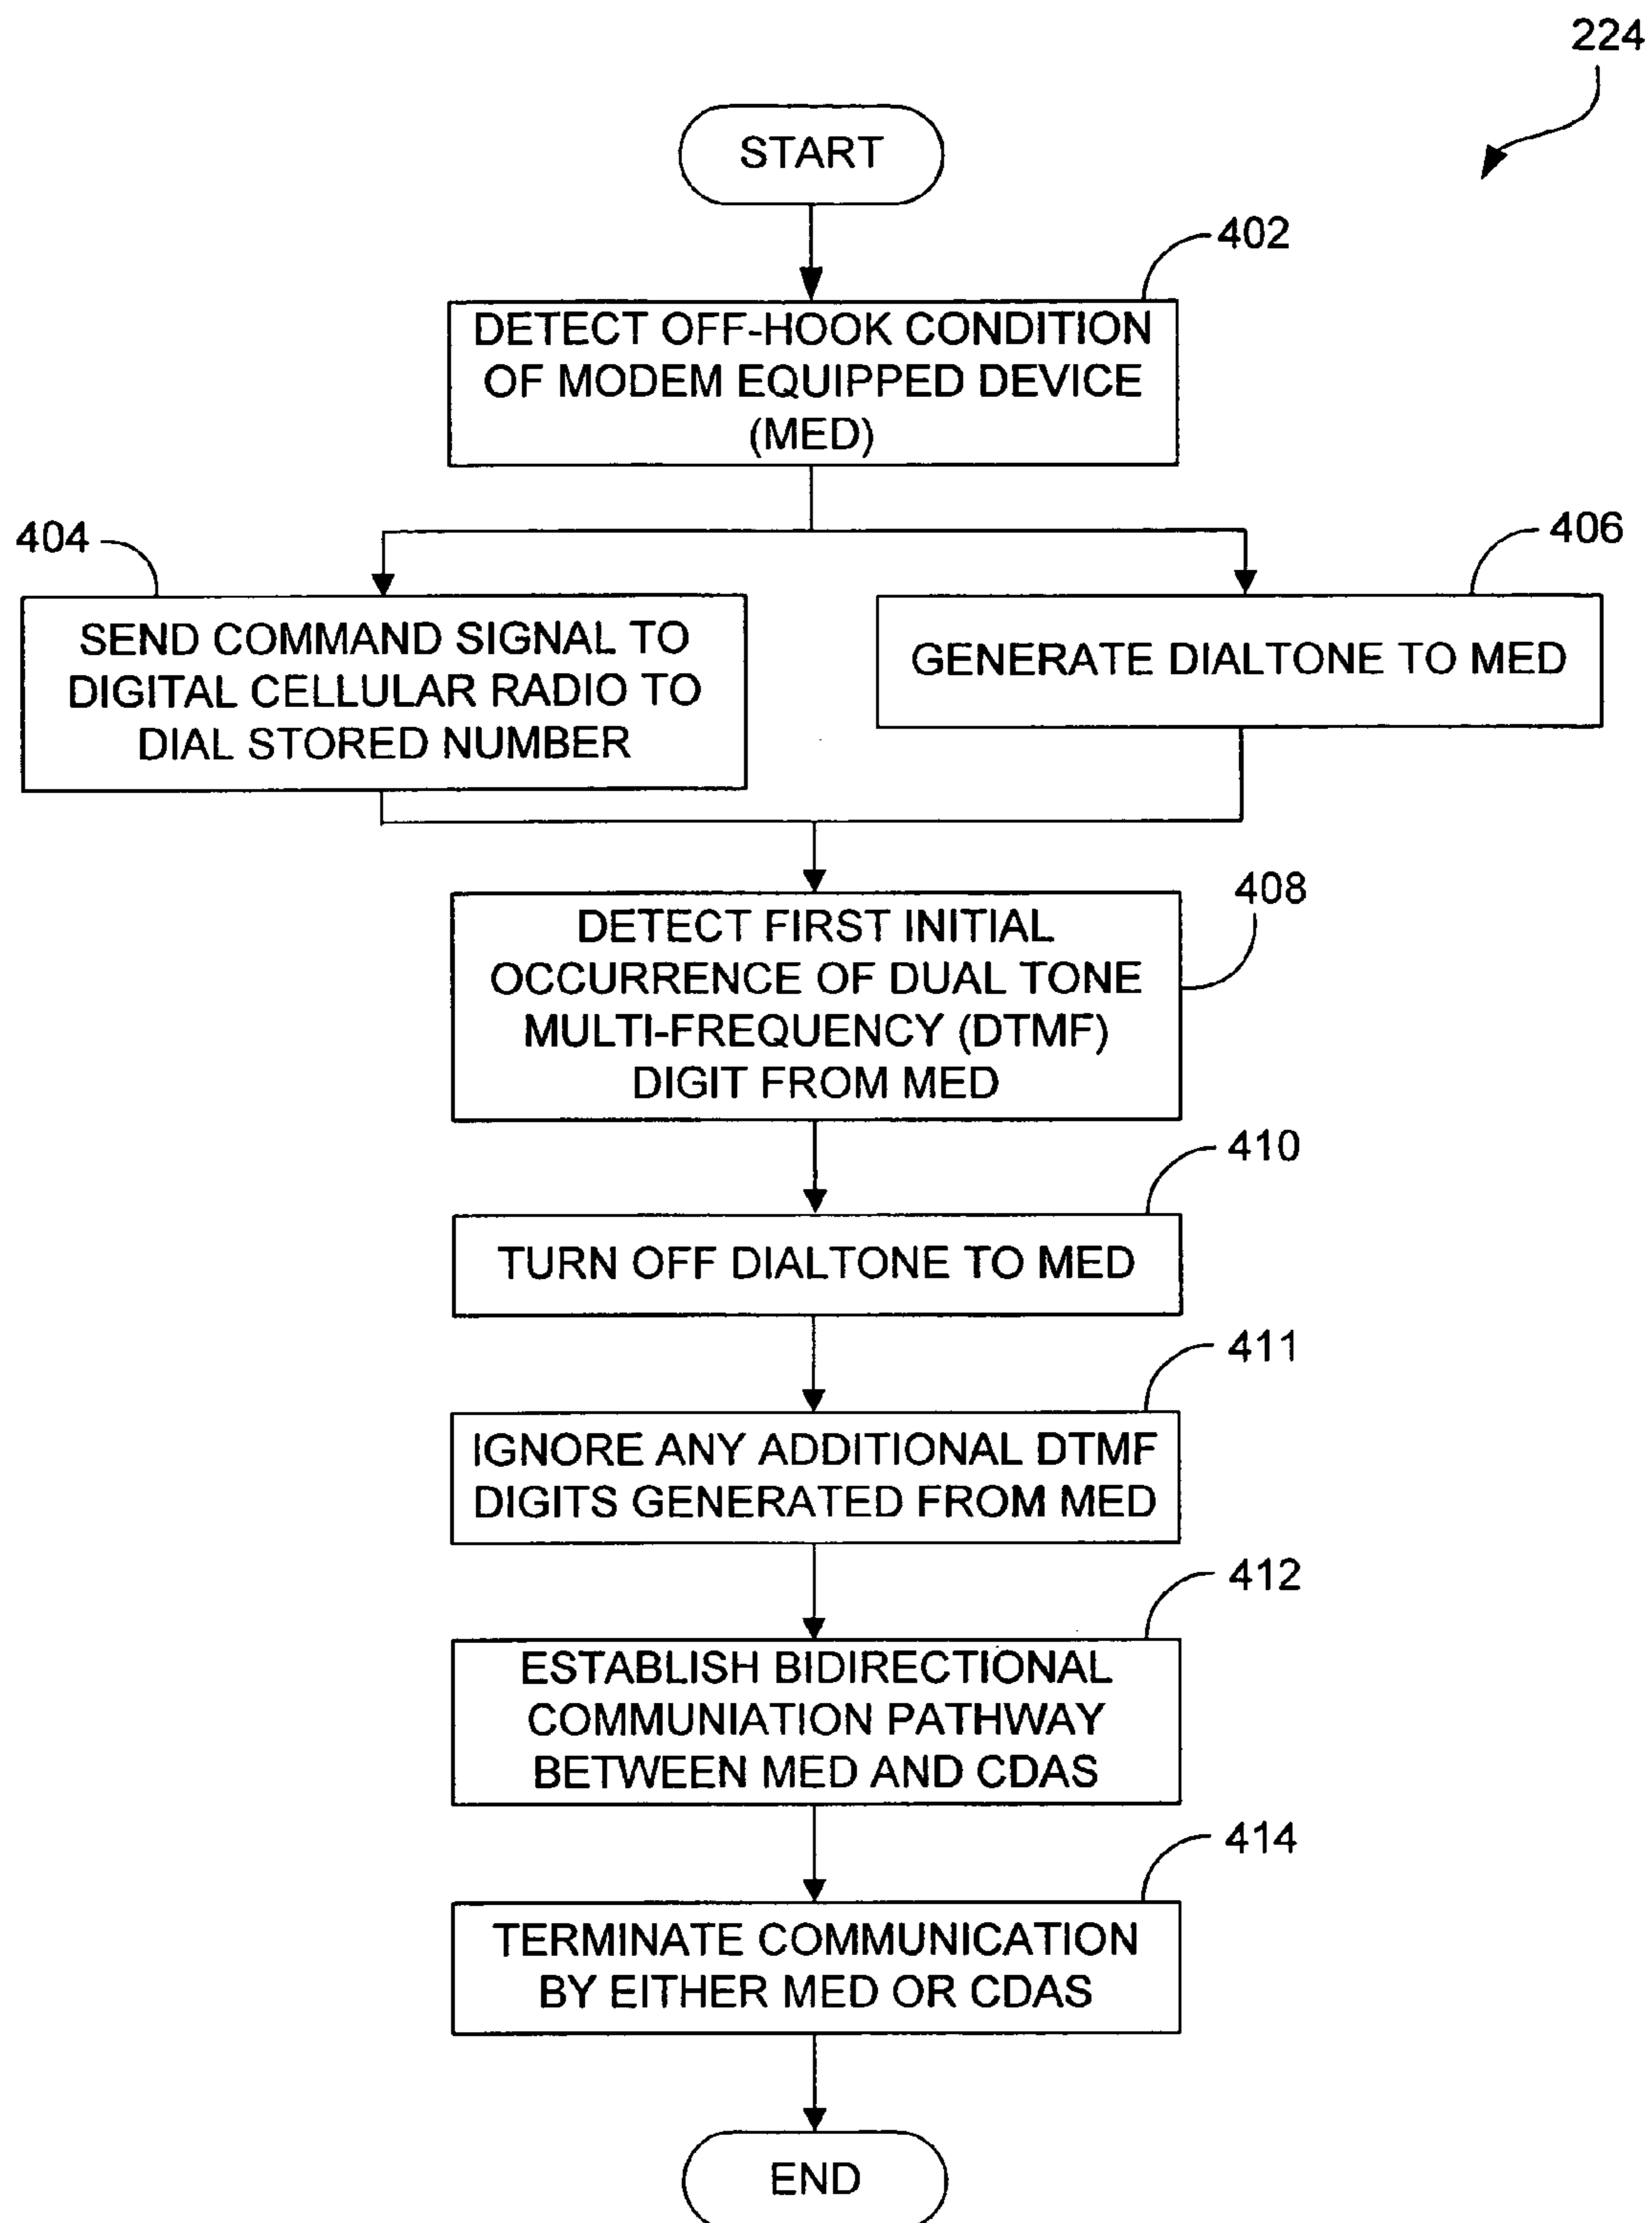 224
START
402
DETECT OFF-HOOK CONDITION
OF MODEM EQUIPPED DEVICE
(MED)
404
406
SEND COMMAND SIGNAL TO
DIGITAL CELLULAR RADIO TO
DIAL STORED NUMBER
GENERATE DIALTONE TO MED
408
DETECT FIRST INITIAL
OCCURRENCE OF DUAL TONE
MULTI-FREQUENCY (DTMF)
DIGIT FROM MED
410
TURN OFF DIALTONE TO MED
411
IGNORE ANY ADDITIONAL DTMF
DIGITS GENERATED FROM MED
412
ESTABLISH BIDIRECTIONAL
COMMUNIATION PATHWAY
BETWEEN MED AND CDAS
414
TERMINATE COMMUNICATION
BY EITHER MED OR CDAS
END